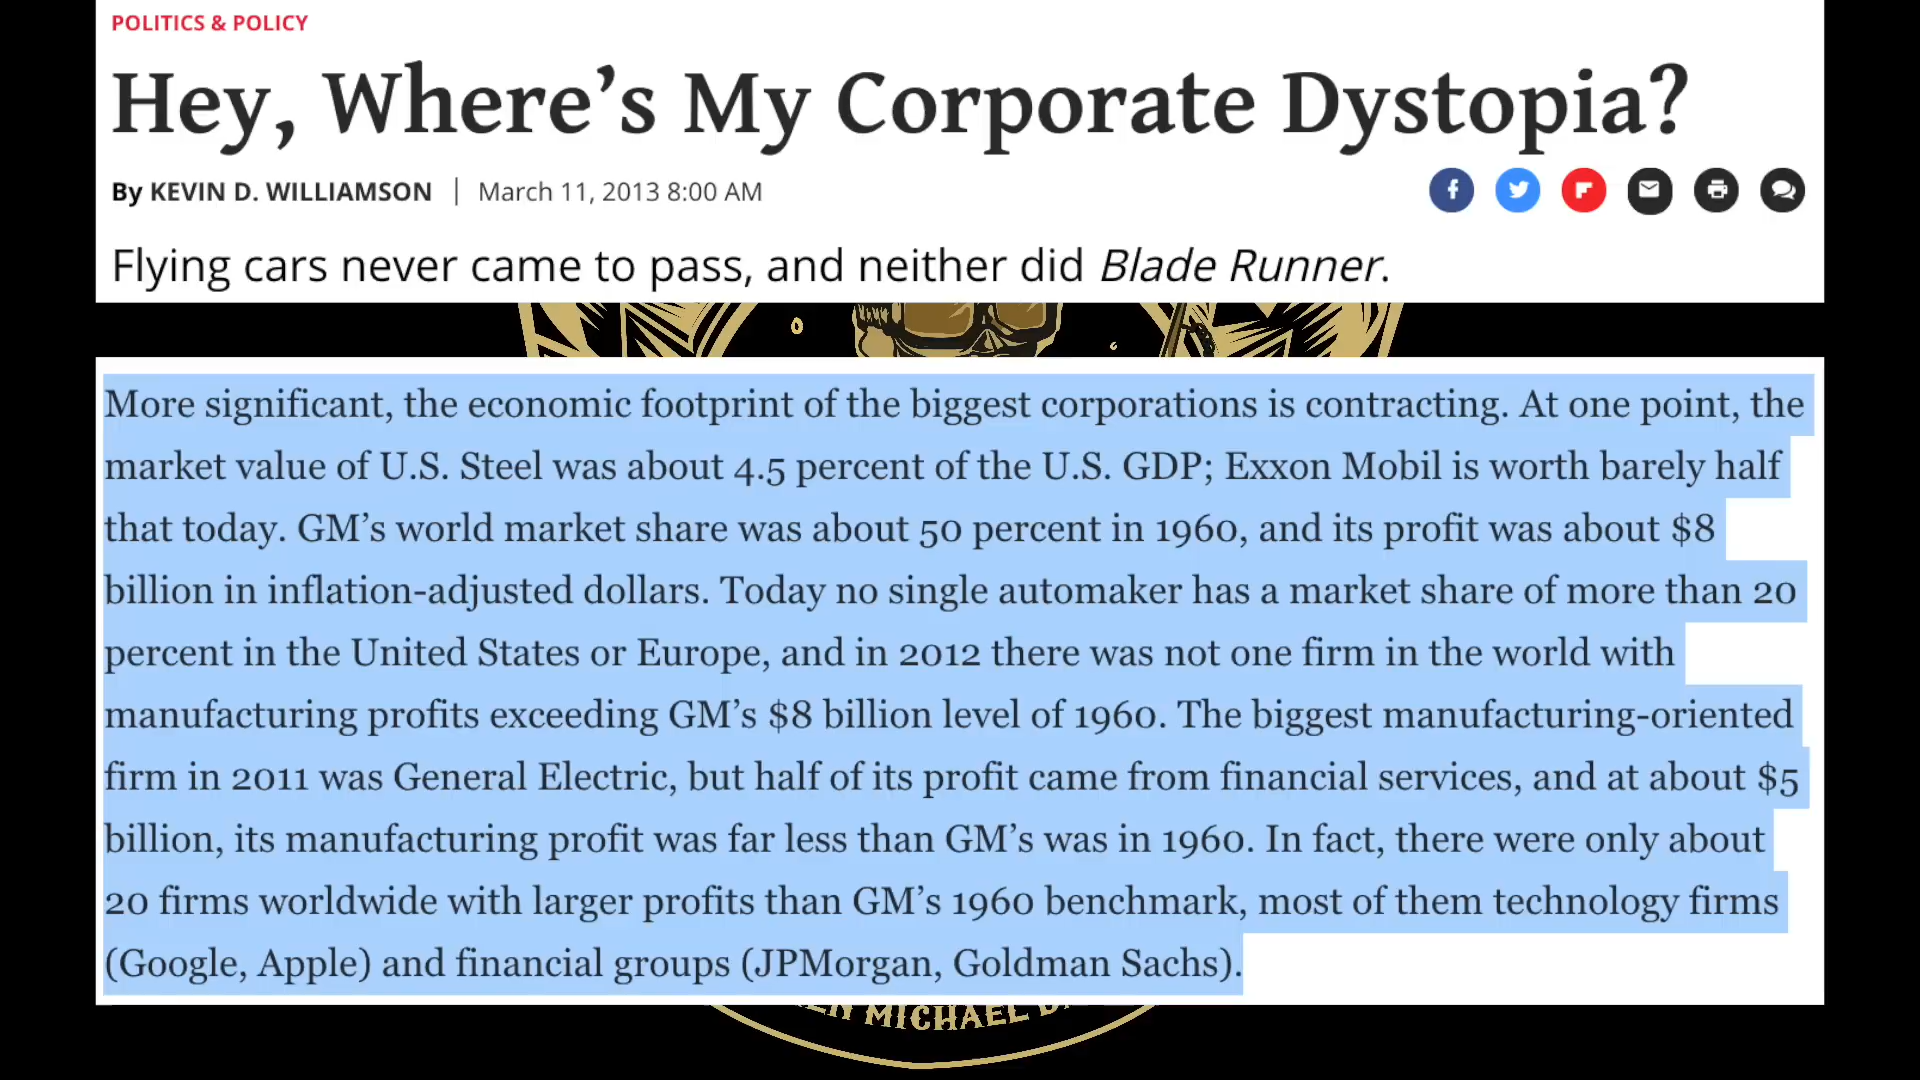 POLITICS & POLICY
Hey, Where’s My Corporate Dystopia?
By KEVIN D. WILLIAMSON | March 11, 2013 8:00 AM
Flying cars never came to pass, and neither did Blade Runner.
More significant, the economic footprint of the biggest corporations is contracting. At one point, the
market value of U.S. Steel was about 4.5 percent of the U.S. GDP; Exxon Mobil is worth barely half
that today. GM’s world market share was about 50 percent in 1960, and its profit was about $8
billion in inflation-adjusted dollars. Today no single automaker has a market share of more than 20
percent in the United States or Europe, and in 2012 there was not one firm in the world with
manufacturing profits exceeding GM’s $8 billion level of 1960. The biggest manufacturing-oriented
firm in 2011 was General Electric, but half of its profit came from financial services, and at about $5
billion, its manufacturing profit was far less than GM’s was in 1960. In fact, there were only about
20 firms worldwide with larger profits than GM’s 1960 benchmark, most of them technology firms
(Google, Apple) and financial groups (JPMorgan, Goldman Sachs).
MICHAEL